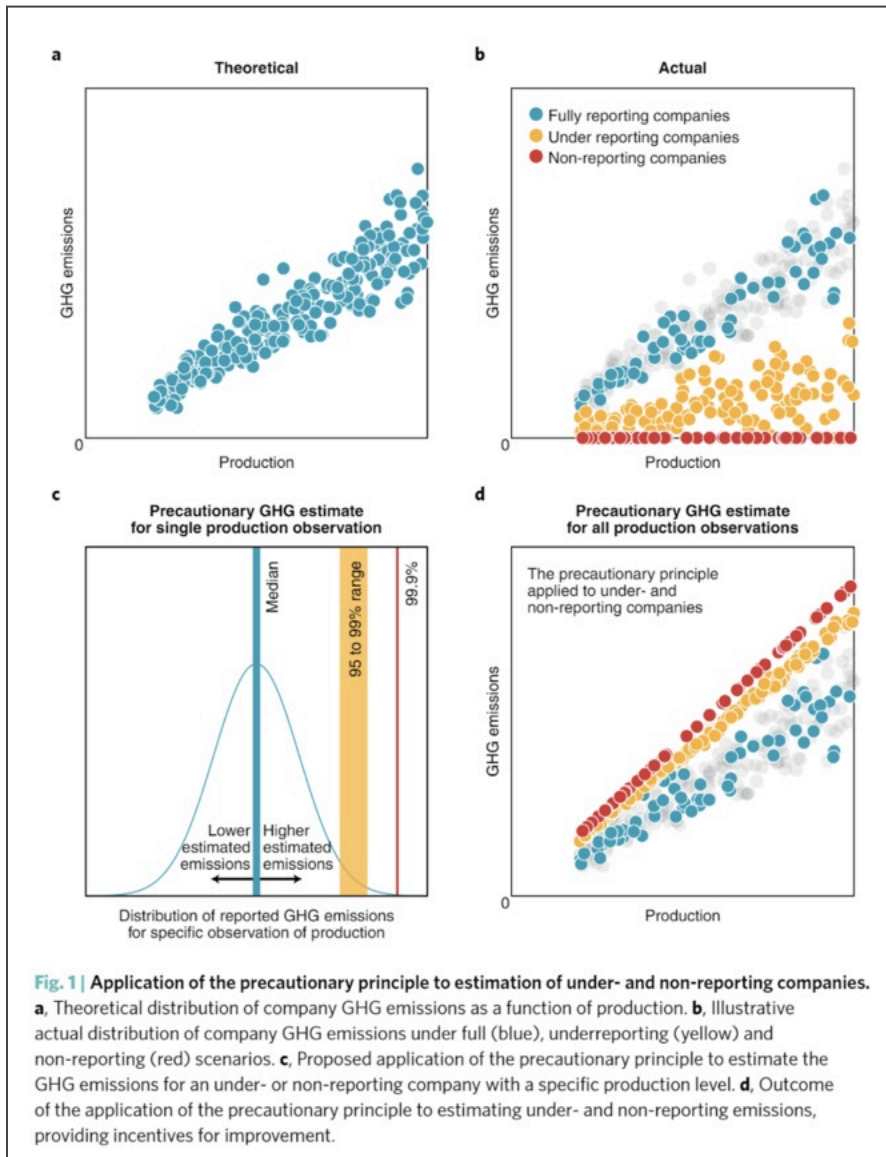 a
Theoretical
GHG emissions
0
Production
b
Actual
Fully reporting companies
Under reporting companies
Non-reporting companies
GHG emissions
0
Production
c
Precautionary GHG estimate
for single production observation
Median
95 to 99% range
99.9%
Lower
estimated
emissions
Higher
estimated
emissions
Distribution of reported GHG emissions
for specific observation of production
d
Precautionary GHG estimate
for all production observations
The precautionary principle
applied to under- and
non-reporting companies
GHG emissions
0
Production
Fig. 1 | Application of the precautionary principle to estimation of under- and non-reporting companies.
a, Theoretical distribution of company GHG emissions as a function of production. b, Illustrative
actual distribution of company GHG emissions under full (blue), underreporting (yellow) and
non-reporting (red) scenarios. c, Proposed application of the precautionary principle to estimate the
GHG emissions for an under- or non-reporting company with a specific production level. d, Outcome
of the application of the precautionary principle to estimating under- and non-reporting emissions,
providing incentives for improvement.